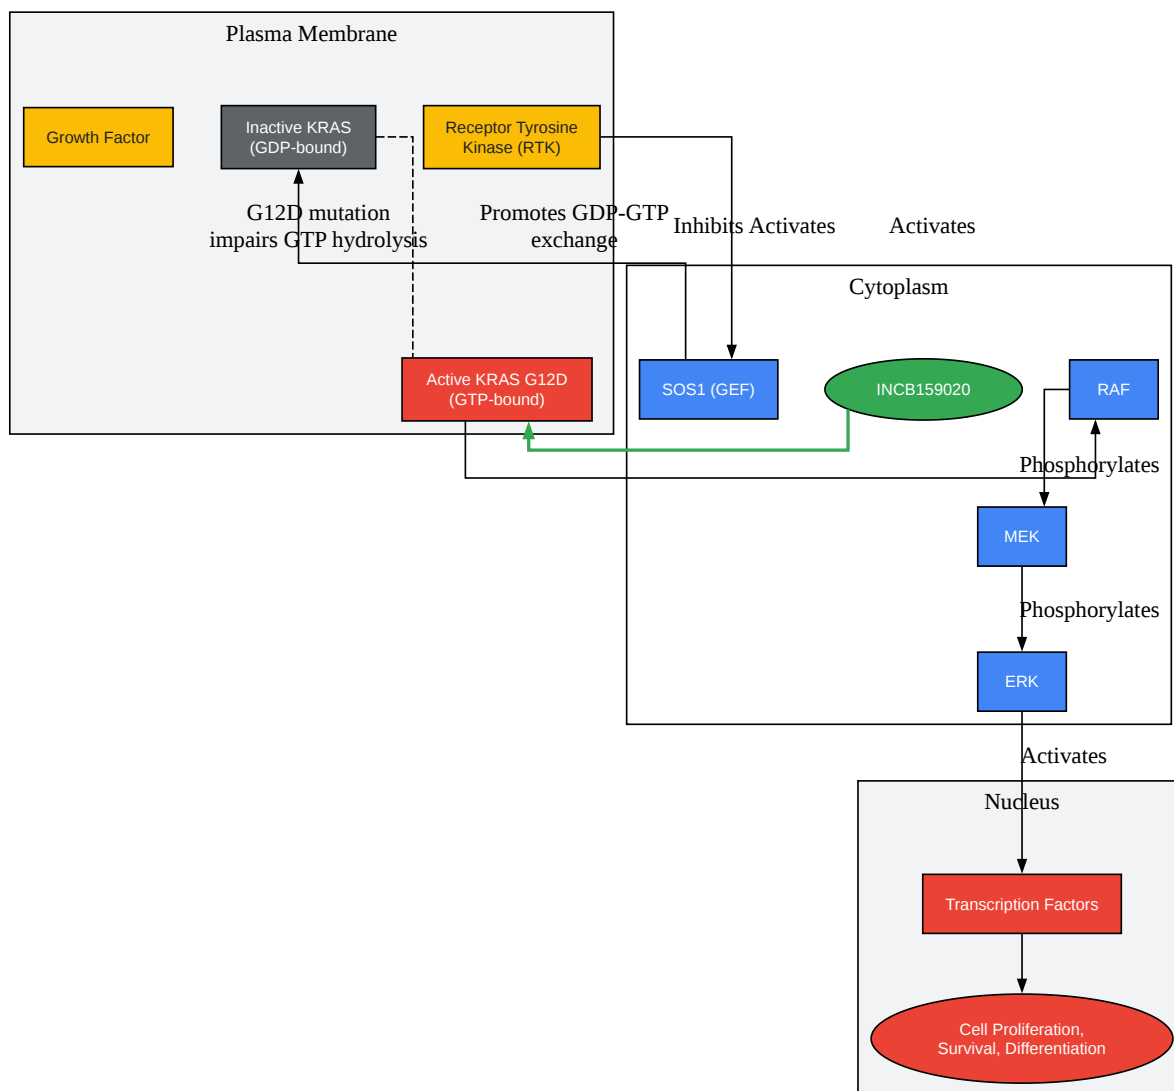 Plasma Membrane
Growth Factor
Inactive KRAS
(GDP-bound)
Receptor Tyrosine
Kinase (RTK)
G12D mutation
impairs GTP hydrolysis
Promotes GDP-GTP
exchange
Inhibits
Activates
Activates
Cytoplasm
Active KRAS G12D
(GTP-bound)
SOS1 (GEF)
INCB159020
RAF
Phosphorylates
MEK
Phosphorylates
ERK
Activates
Nucleus
Transcription Factors
Cell Proliferation,
Survival, Differentiation